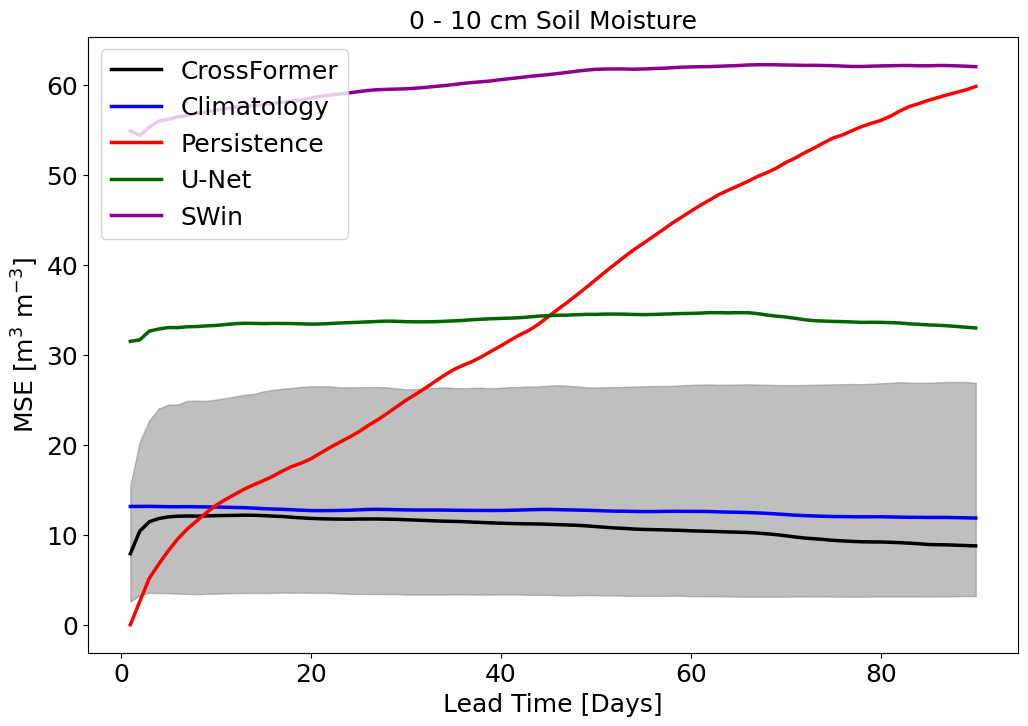 0 - 10 cm Soil Moisture
CrossFormer
Climatology
Persistence
U-Net
SWin
MSE [m³ m⁻³]
60
50
40
30
20
10
0
0 20 40 60 80
Lead Time [Days]